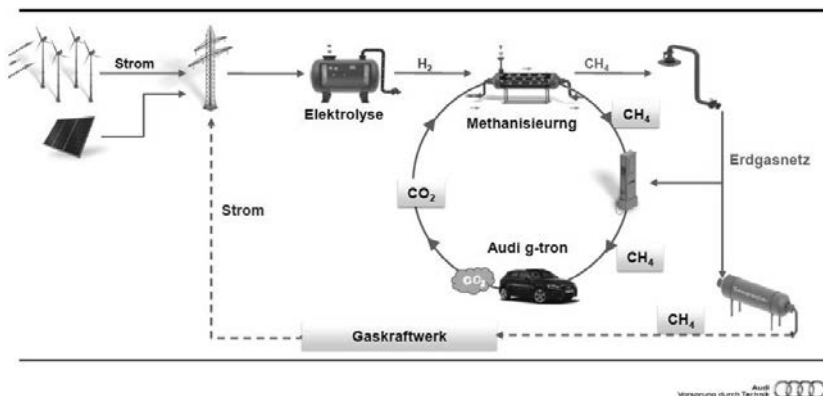 Strom
Elektrolyse
H₂
Methanisieurng
CH₄
CH₄
Erdgasnetz
CO₂
Strom
Audi g-tron
CH₄
CO₂
CH₄
Gaskraftwerk
Audi
Vorsprung durch Technik